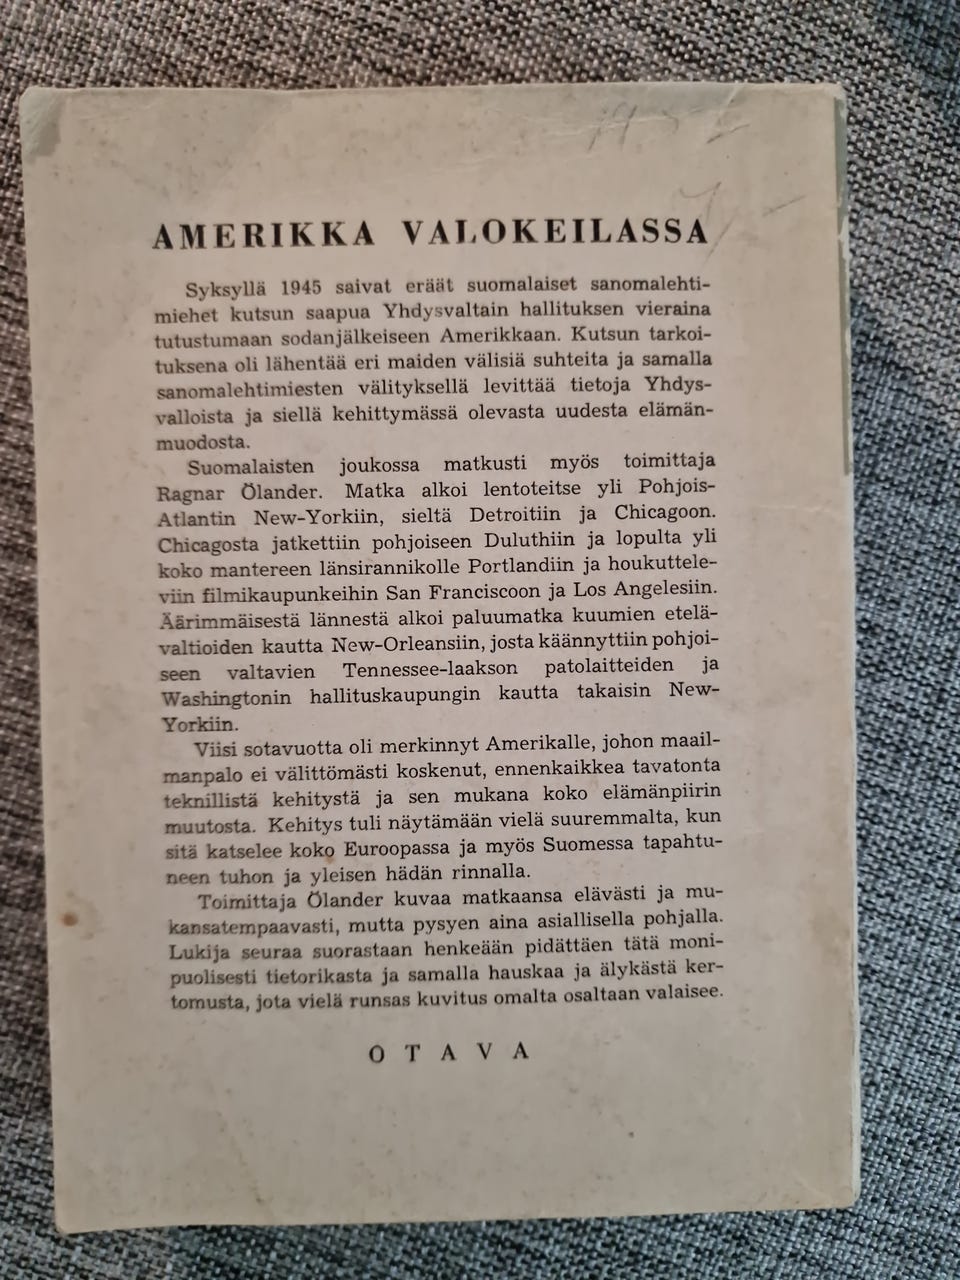 AMERIKKA VALOKEILASSA
Syksyllä 1945 saivat eräät suomalaiset sanomalehti-
miehet kutsun saapua Yhdysvaltain hallituksen vieraina
tutustumaan sodanjälkeiseen Amerikkaan. Kutsun tarkoi-
tuksena oli lähentää eri maiden välisiä suhteita ja samalla
sanomalehtimiesten välityksellä levittää tietoja Yhdys-
valloista ja siellä kehittymässä olevasta uudesta elämän-
muodosta.
Suomalaisten joukossa matkusti myös toimittaja
Ragnar Ölander. Matka alkoi lentoteitse yli Pohjois-
Atlantin New-Yorkiin, sieltä Detroitiin ja Chicagoon.
Chicagosta jatkettiin pohjoiseen Duluthiin ja lopulta yli
koko mantereen länsirannikolle Portlandiin ja houkuttele-
viin filmikaupunkeihin San Franciscoon ja Los Angelesiin.
Äärimmäisestä lännestä alkoi paluumatka kuumien etelä-
valtioiden kautta New-Orleansiin, josta käännyttiin pohjoi-
seen valtavien Tennessee-laakson patolaitteiden ja
Washingtonin hallituskaupungin kautta takaisin New-
Yorkiin.
Viisi sotavuotta oli merkinnyt Amerikalle, johon maail-
manpalo ei välittömästi koskenut, ennenkaikkea tavatonta
teknillistä kehitystä ja sen mukana koko elämänpiirin
muutosta. Kehitys tuli näytämään vielä suuremmalta, kun
sitä katselee koko Euroopassa ja myös Suomessa tapahtu-
neen tuhon ja yleisen hädän rinnalla.
Toimittaja Ölander kuvaa matkaansa elävästi ja mu-
kansatempaavasti, mutta pysyen aina asiallisella pohjalla.
Lukija seuraa suorastaan henkeään pidättäen tätä moni-
puolisesti tietorikasta ja samalla hauskaa ja älykästä ker-
tomusta, jota vielä runsas kuvitus omalta osaltaan valaisee.
OTAVA